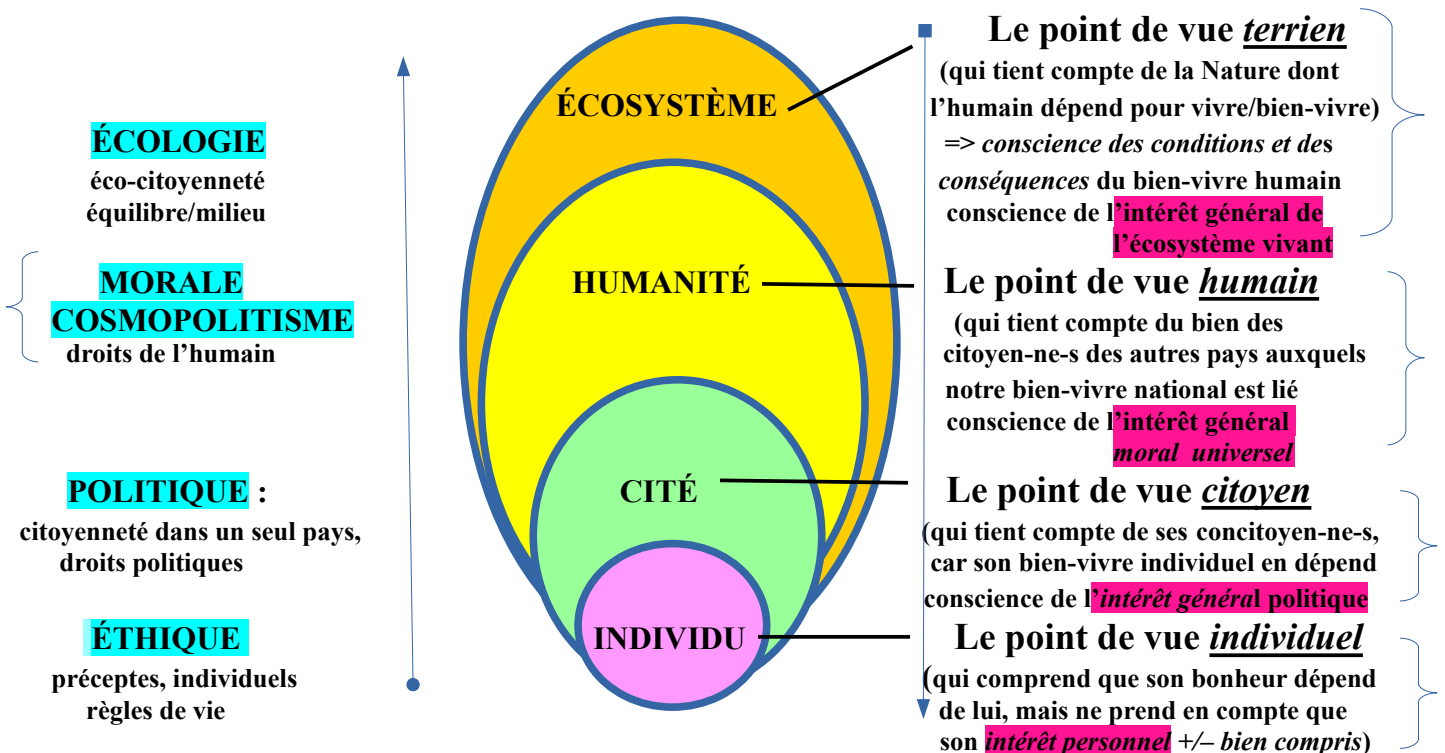 ÉCOLOGIE
éco-citoyenneté
équilibre/milieu
MORALE
COSMOPOLITISME
droits de l’humain
POLITIQUE :
citoyenneté dans un seul pays,
droits politiques
ÉTHIQUE
préceptes, individuels
règles de vie
ÉCOSYSTÈME
HUMANITÉ
CITÉ
INDIVIDU
Le point de vue terrien
(qui tient compte de la Nature dont
l’humain dépend pour vivre/bien-vivre)
=> conscience des conditions et des
conséquences du bien-vivre humain
conscience de l’intérêt général de
l’écosystème vivant
Le point de vue humain
(qui tient compte du bien des
citoyen-ne-s des autres pays auxquels
notre bien-vivre national est lié
conscience de l’intérêt général
moral universel
Le point de vue citoyen
(qui tient compte de ses concitoyen-ne-s,
car son bien-vivre individuel en dépend
conscience de l’intérêt général politique
Le point de vue individuel
(qui comprend que son bonheur dépend
de lui, mais ne prend en compte que
son intérêt personnel +/– bien compris)